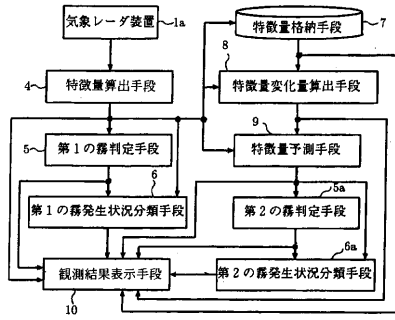 気象レーダ装置
1a
特徴量格納手段
7
8
4
特徴量算出手段
特徴量変化量算出手段
9
5
第1の霧判定手段
特徴量予測手段
6
5a
第1の霧発生状況分類手段
第2の霧判定手段
6a
観測結果表示手段
第2の霧発生状況分類手段
10